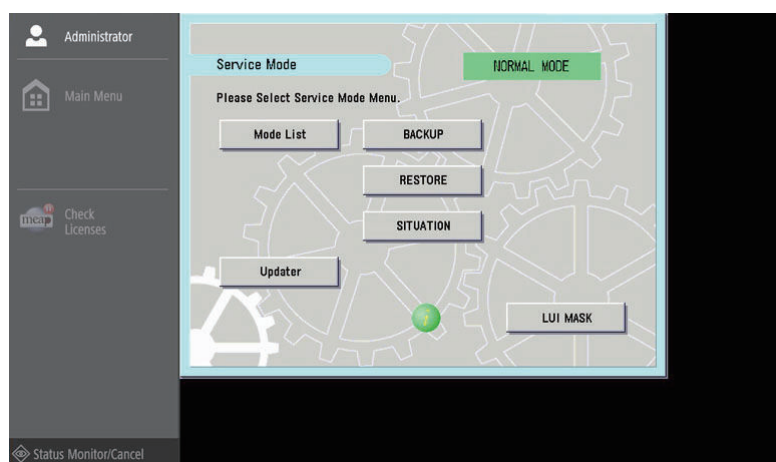 Administrator
Main Menu
meap
Check
Licenses
Status Monitor/Cancel
Service Mode
NORMAL MODE
Please Select Service Mode Menu.
Mode List
BACKUP
RESTORE
SITUATION
Updater
i
LUI MASK